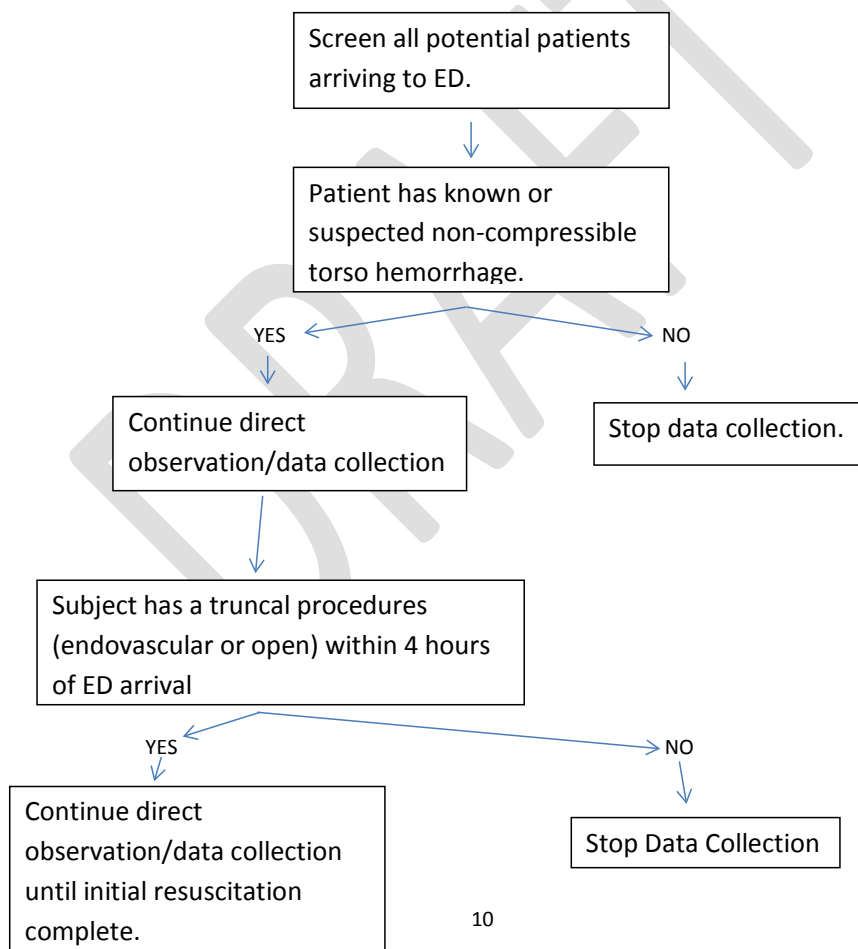 Screen all potential patients
arriving to ED.
Patient has known or
suspected non-compressible
torso hemorrhage.
YES
NO
Continue direct
observation/data collection
Stop data collection.
Subject has a truncal procedures
(endovascular or open) within 4 hours
of ED arrival
YES
NO
Continue direct
observation/data collection
until initial resuscitation
complete.
Stop Data Collection
10
DRAFT